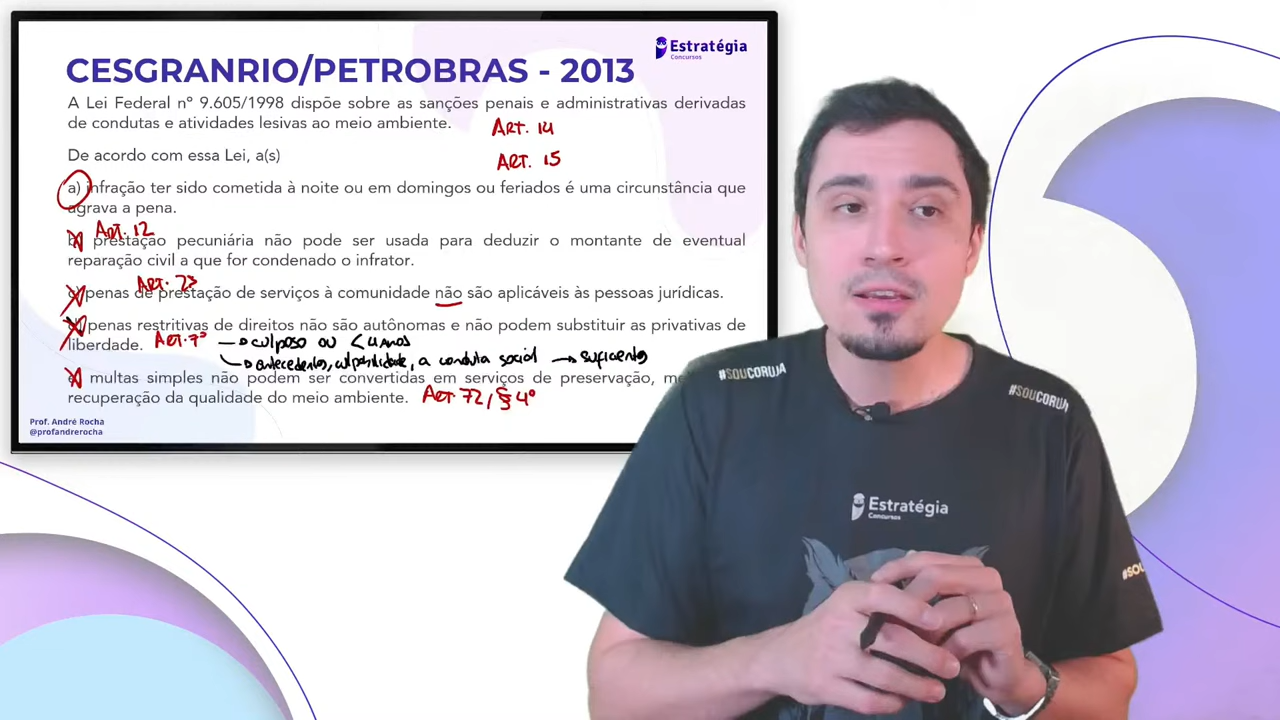 Estratégia
Concursos
CESGRANRIO/PETROBRAS - 2013
A Lei Federal nº 9.605/1998 dispõe sobre as sanções penais e administrativas derivadas
de condutas e atividades lesivas ao meio ambiente.
ART. 14
De acordo com essa Lei, a(s)
ART. 15
a) infração ter sido cometida à noite ou em domingos ou feriados é uma circunstância que
agrava a pena.
ART. 12
prestação pecuniária não pode ser usada para deduzir o montante de eventual
reparação civil a que for condenado o infrator.
ART. 23
penas de prestação de serviços à comunidade não são aplicáveis às pessoas jurídicas.
penas restritivas de direitos não são autônomas e não podem substituir as privativas de
liberdade. ART. 7º → culposo ou < 4 anos
→ antecedentes, culpabilidade, a conduta social → suficientes
multas simples não podem ser convertidas em serviços de preservação,
recuperação da qualidade do meio ambiente. ART 72, § 4º
Prof. André Rocha
@profandrerocha
#SOUCORUJA
#SOUCORUJA
Estratégia
Concursos
#SOU